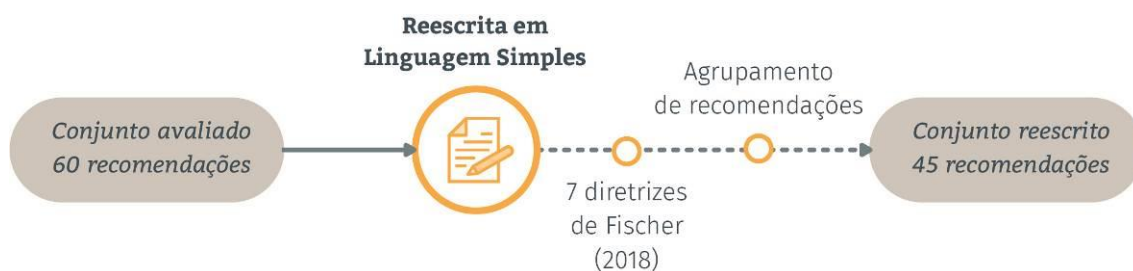 Reescrita em
Linguagem Simples
Conjunto avaliado
60 recomendações
7 diretrizes
de Fischer
(2018)
Agrupamento
de recomendações
Conjunto reescrito
45 recomendações